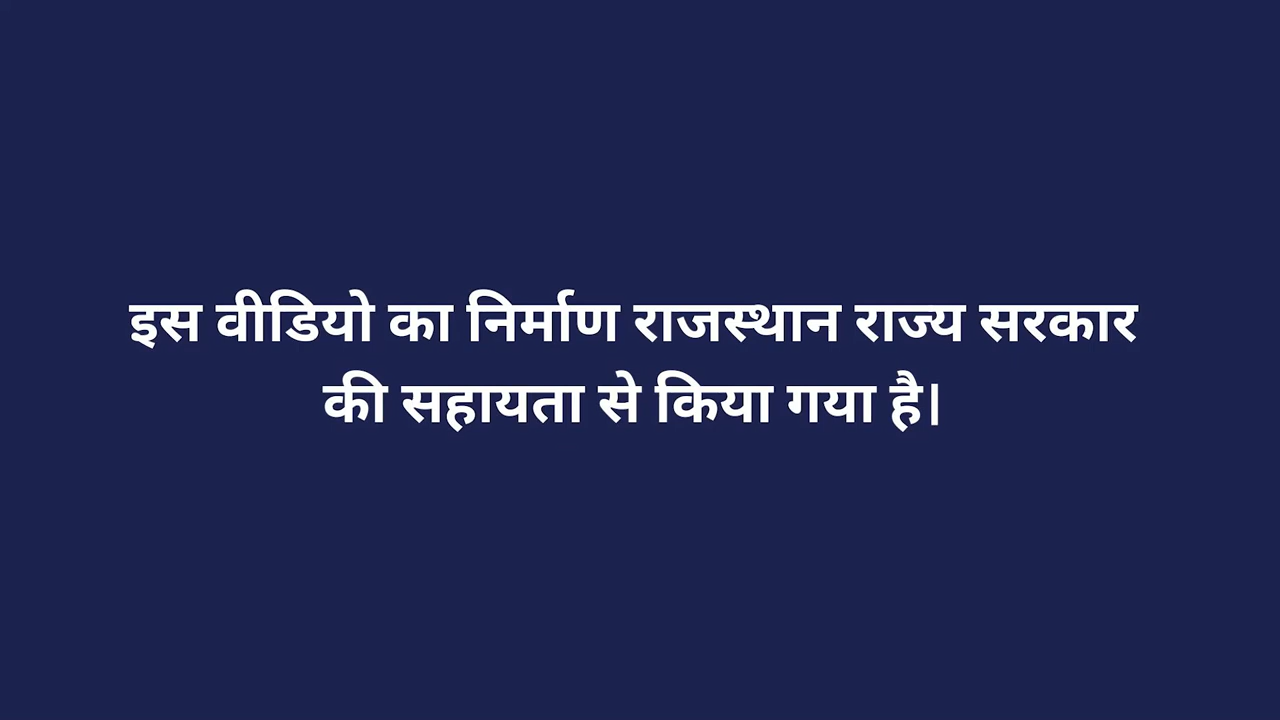 इस वीडियो का निर्माण राजस्थान राज्य सरकार
की सहायता से किया गया है।